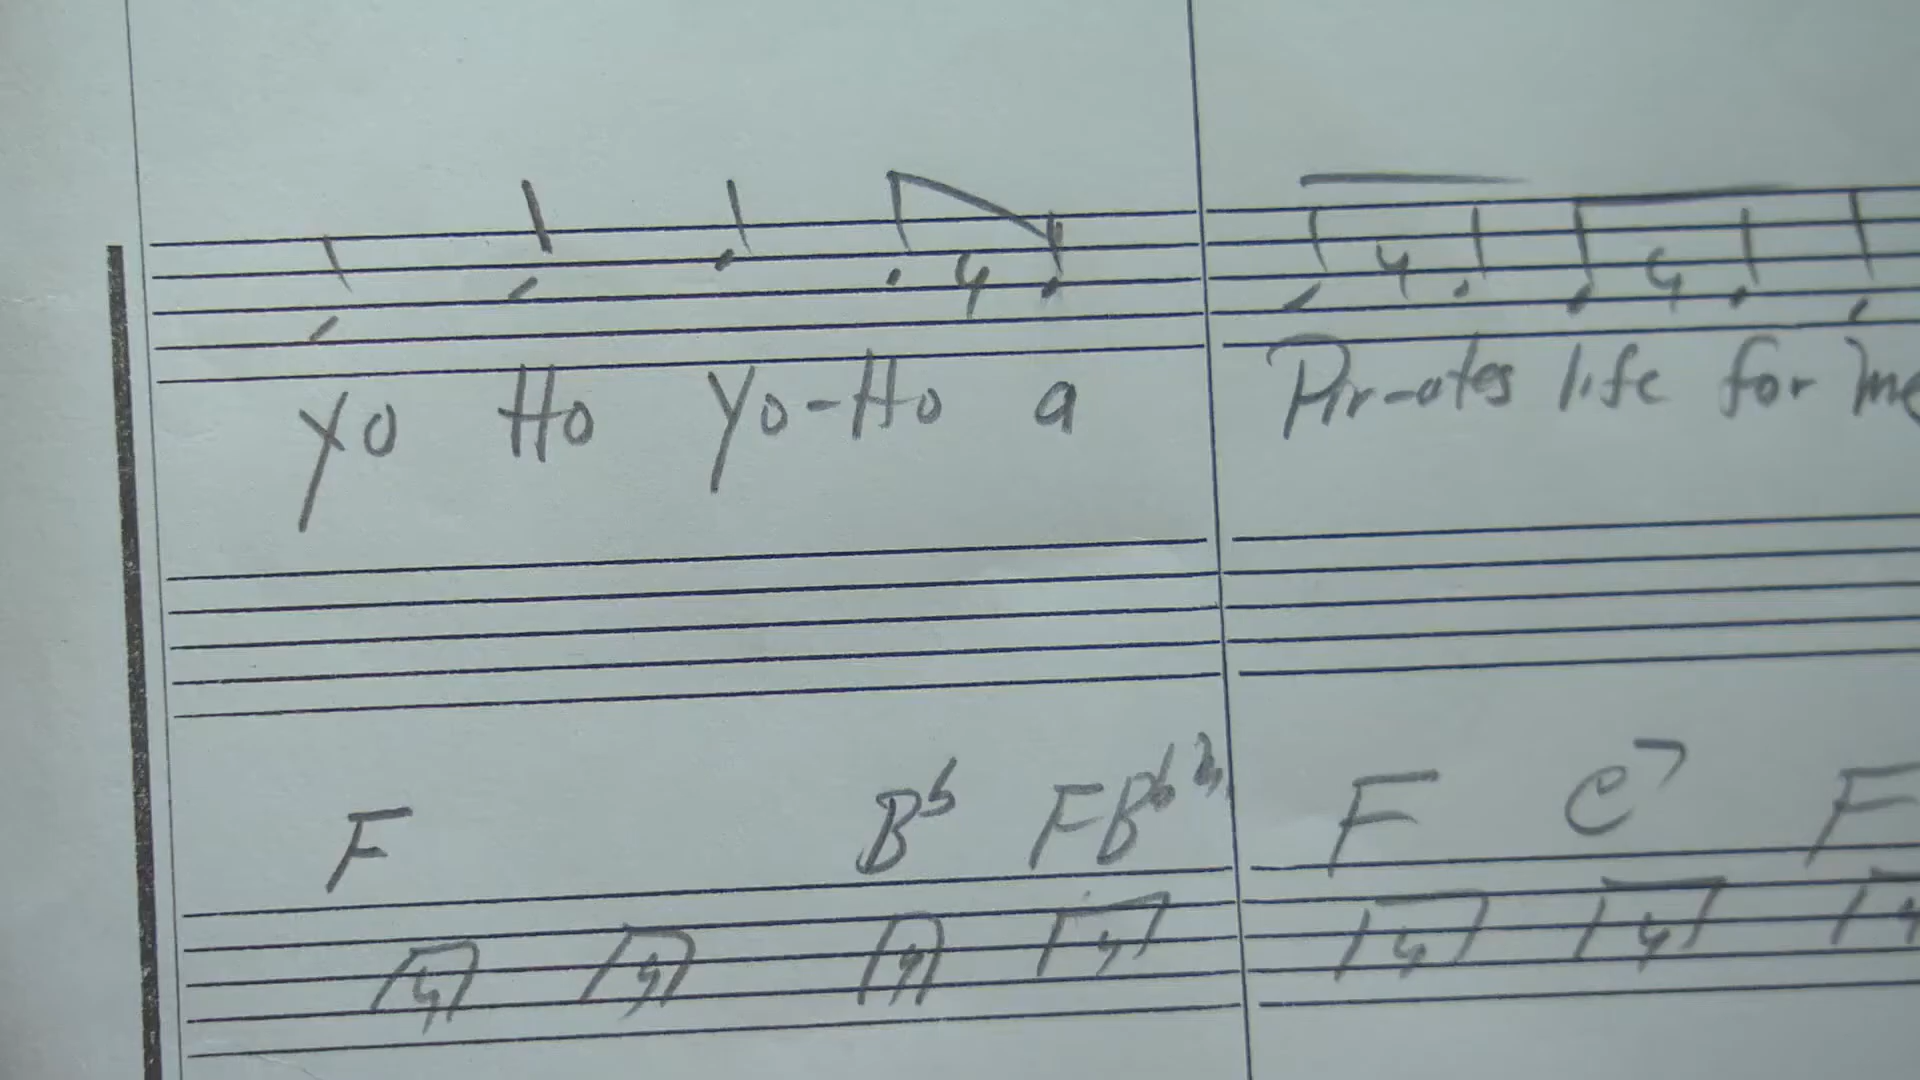 Yo Ho Yo-Ho a Pir-ates life for me
F B♭ F B♭ F C7 F